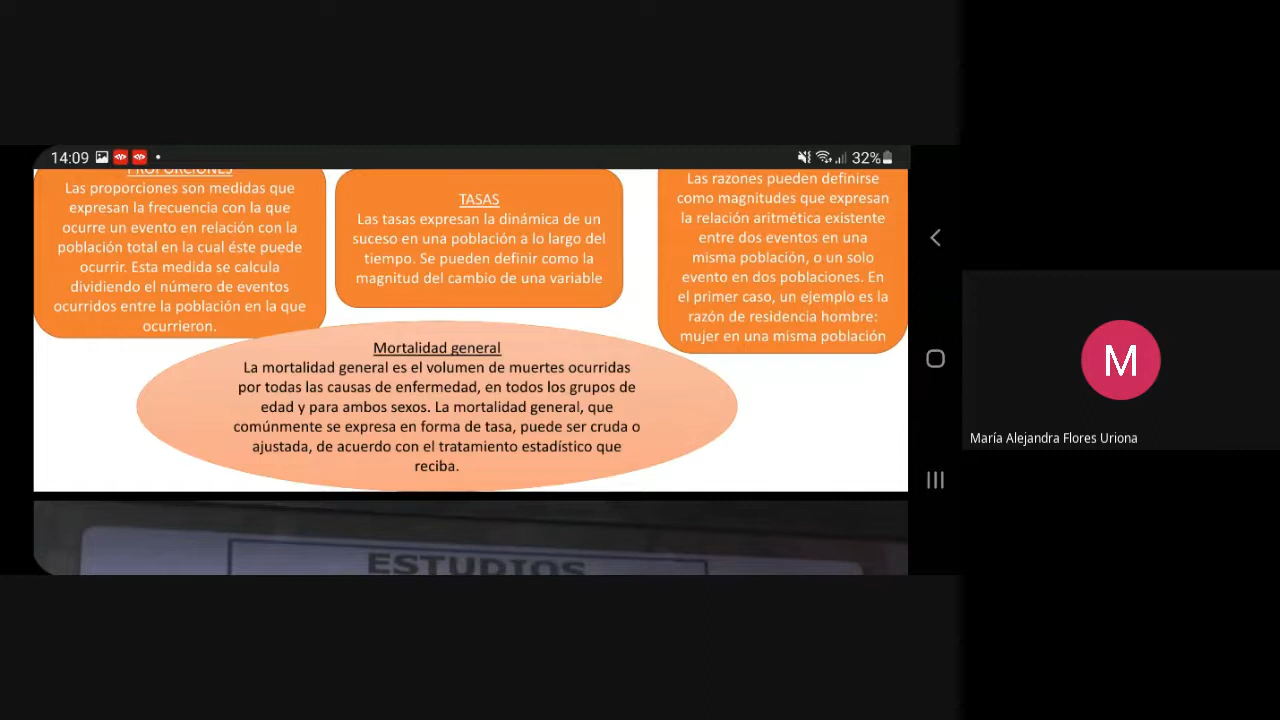 14:09
32%
PROPORCIONES
Las proporciones son medidas que
expresan la frecuencia con la que
ocurre un evento en relación con la
población total en la cual éste puede
ocurrir. Esta medida se calcula
dividiendo el número de eventos
ocurridos entre la población en la que
ocurrieron.
TASAS
Las tasas expresan la dinámica de un
suceso en una población a lo largo del
tiempo. Se pueden definir como la
magnitud del cambio de una variable
Las razones pueden definirse
como magnitudes que expresan
la relación aritmética existente
entre dos eventos en una
misma población, o un solo
evento en dos poblaciones. En
el primer caso, un ejemplo es la
razón de residencia hombre:
mujer en una misma población
Mortalidad general
La mortalidad general es el volumen de muertes ocurridas
por todas las causas de enfermedad, en todos los grupos de
edad y para ambos sexos. La mortalidad general, que
comúnmente se expresa en forma de tasa, puede ser cruda o
ajustada, de acuerdo con el tratamiento estadístico que
reciba.
ESTUDIOS
M
María Alejandra Flores Uriona